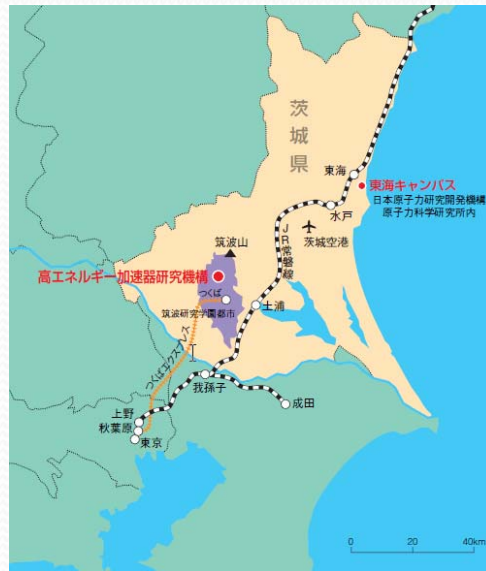 茨城県
東海
東海キャンパス
日本原子力研究開発機構
原子力科学研究所内
水戸
茨城空港
JR常磐線
筑波山
高エネルギー加速器研究機構
つくば
筑波研究学園都市
土浦
つくばエクスプレス
我孫子
成田
上野
秋葉原
東京
0 20 40km